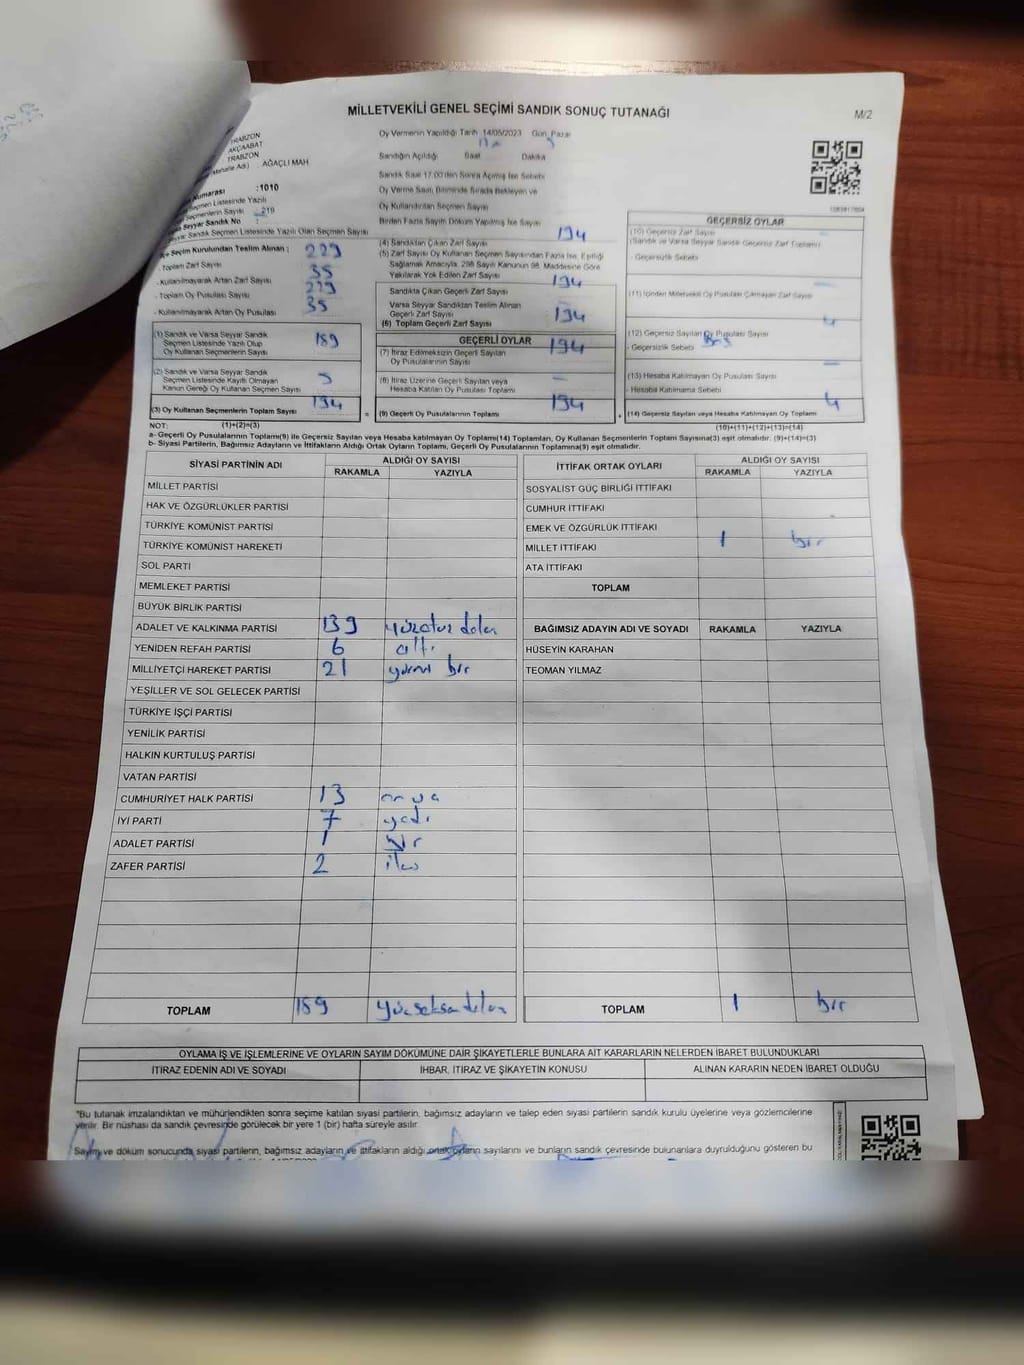 MİLLETVEKİLİ GENEL SEÇİMİ SANDIK SONUÇ TUTANAĞI
M/2
TRABZON
AKÇAABAT
TRABZON
AĞAÇLI MAH
Numarası :1010
Oy Vermenin Yapıldığı Tarih 14/05/2023 Gün Pazar
Sandığın Açıldığı Saat Dakika
Sandık Saat 17.00'den Sonra Açılmış İse Sebebi
Oy Verme Saati Bitiminde Sırada Bekleyen ve
Oy Kullandırılan Seçmen Sayısı
Birden Fazla Sayım Döküm Yapılmış İse Sayısı
Seçmen Listesinde Yazılı
Seçmenlerin Sayısı 219
Seyyar Sandık No :
Seyyar Sandık Seçmen Listesinde Yazılı Olan Seçmen Sayısı
İlçe Seçim Kurulundan Teslim Alınan ;
. Toplam Zarf Sayısı 229
. Kullanılmayarak Artan Zarf Sayısı 35
. Toplam Oy Pusulası Sayısı 229
. Kullanılmayarak Artan Oy Pusulası 35
(1) Sandık ve Varsa Seyyar Sandık
Seçmen Listesinde Yazılı Olup
Oy Kullanan Seçmenlerin Sayısı 189
(2) Sandık ve Varsa Seyyar Sandık
Seçmen Listesinde Kayıtlı Olmayan
Kanun Gereği Oy Kullanan Seçmen Sayısı 5
(3) Oy Kullanan Seçmenlerin Toplam Sayısı 194
(1)+(2)=(3)
(4) Sandıktan Çıkan Zarf Sayısı 194
(5) Zarf Sayısı Oy Kullanan Seçmen Sayısından Fazla İse, Eşitliği
Sağlamak Amacıyla, 298 Sayılı Kanunun 98. Maddesine Göre
Yakılarak Yok Edilen Zarf Sayısı
Sandıkta Çıkan Geçerli Zarf Sayısı 194
Varsa Seyyar Sandıktan Teslim Alınan
Geçerli Zarf Sayısı
(6) Toplam Geçerli Zarf Sayısı 194
GEÇERLİ OYLAR
(7) İtiraz Edilmeksizin Geçerli Sayılan
Oy Pusulalarının Sayısı 194
(8) İtiraz Üzerine Geçerli Sayılan veya
Hesaba Katılan Oy Pusulası Toplamı
(9) Geçerli Oy Pusulalarının Toplamı 194
GEÇERSİZ OYLAR
(10) Geçersiz Zarf Sayısı
(Sandık ve Varsa Seyyar Sandık Geçersiz Zarf Toplamı)
- Geçersizlik Sebebi
(11) İçinden Milletvekili Oy Pusulası Çıkmayan Zarf Sayısı
(12) Geçersiz Sayılan Oy Pusulası Sayısı 4
- Geçersizlik Sebebi Boş
(13) Hesaba Katılmayan Oy Pusulası Sayısı
Hesaba Katılmama Sebebi
(14) Geçersiz Sayılan veya Hesaba Katılmayan Oy Toplamı 4
(10)+(11)+(12)+(13)=(14)
NOT:
a- Geçerli Oy Pusulalarının Toplamı(9) ile Geçersiz Sayılan veya Hesaba katılmayan Oy Toplamı(14) Toplamları, Oy Kullanan Seçmenlerin Toplam Sayısına(3) eşit olmalıdır. (9)+(14)=(3)
b- Siyasi Partilerin, Bağımsız Adayların ve İttifakların Aldığı Ortak Oyların Toplamı, Geçerli Oy Pusulalarının Toplamına(9) eşit olmalıdır.
SİYASİ PARTİNİN ADI
ALDIĞI OY SAYISI
RAKAMLA YAZIYLA
MİLLET PARTİSİ
HAK VE ÖZGÜRLÜKLER PARTİSİ
TÜRKİYE KOMÜNİST PARTİSİ
TÜRKİYE KOMÜNİST HAREKETİ
SOL PARTİ
MEMLEKET PARTİSİ
BÜYÜK BİRLİK PARTİSİ
ADALET VE KALKINMA PARTİSİ 139 yüzotuz dokuz
YENİDEN REFAH PARTİSİ 6 altı
MİLLİYETÇİ HAREKET PARTİSİ 21 yirmi bir
YEŞİLLER VE SOL GELECEK PARTİSİ
TÜRKİYE İŞÇİ PARTİSİ
YENİLİK PARTİSİ
HALKIN KURTULUŞ PARTİSİ
VATAN PARTİSİ
CUMHURİYET HALK PARTİSİ 13 on üç
İYİ PARTİ 7 yedi
ADALET PARTİSİ 1 bir
ZAFER PARTİSİ 2 iki
TOPLAM 189 yüzseksendokuz
İTTİFAK ORTAK OYLARI
ALDIĞI OY SAYISI
RAKAMLA YAZIYLA
SOSYALİST GÜÇ BİRLİĞİ İTTİFAKI
CUMHUR İTTİFAKI
EMEK VE ÖZGÜRLÜK İTTİFAKI
MİLLET İTTİFAKI 1 bir
ATA İTTİFAKI
TOPLAM
BAĞIMSIZ ADAYIN ADI VE SOYADI RAKAMLA YAZIYLA
HÜSEYİN KARAHAN
TEOMAN YILMAZ
TOPLAM 1 bir
OYLAMA İŞ VE İŞLEMLERİNE VE OYLARIN SAYIM DÖKÜMÜNE DAİR ŞİKAYETLERLE BUNLARA AİT KARARLARIN NELERDEN İBARET BULUNDUKLARI
İTİRAZ EDENİN ADI VE SOYADI İHBAR, İTİRAZ VE ŞİKAYETİN KONUSU ALINAN KARARIN NEDEN İBARET OLDUĞU
"Bu tutanak imzalandıktan ve mühürlendikten sonra seçime katılan siyasi partilerin, bağımsız adayların ve talep eden siyasi partilerin sandık kurulu üyelerine veya gözlemcilerine
verilir. Bir nüshası da sandık çevresinde görülecek bir yere 1 (bir) hafta süreyle asılır.
Sayım ve döküm sonucunda siyasi partilerin, bağımsız adayların ve ittifakların aldığı ortak oyların sayılarını ve bunların sandık çevresinde bulunanlara duyrulduğunu gösteren bu